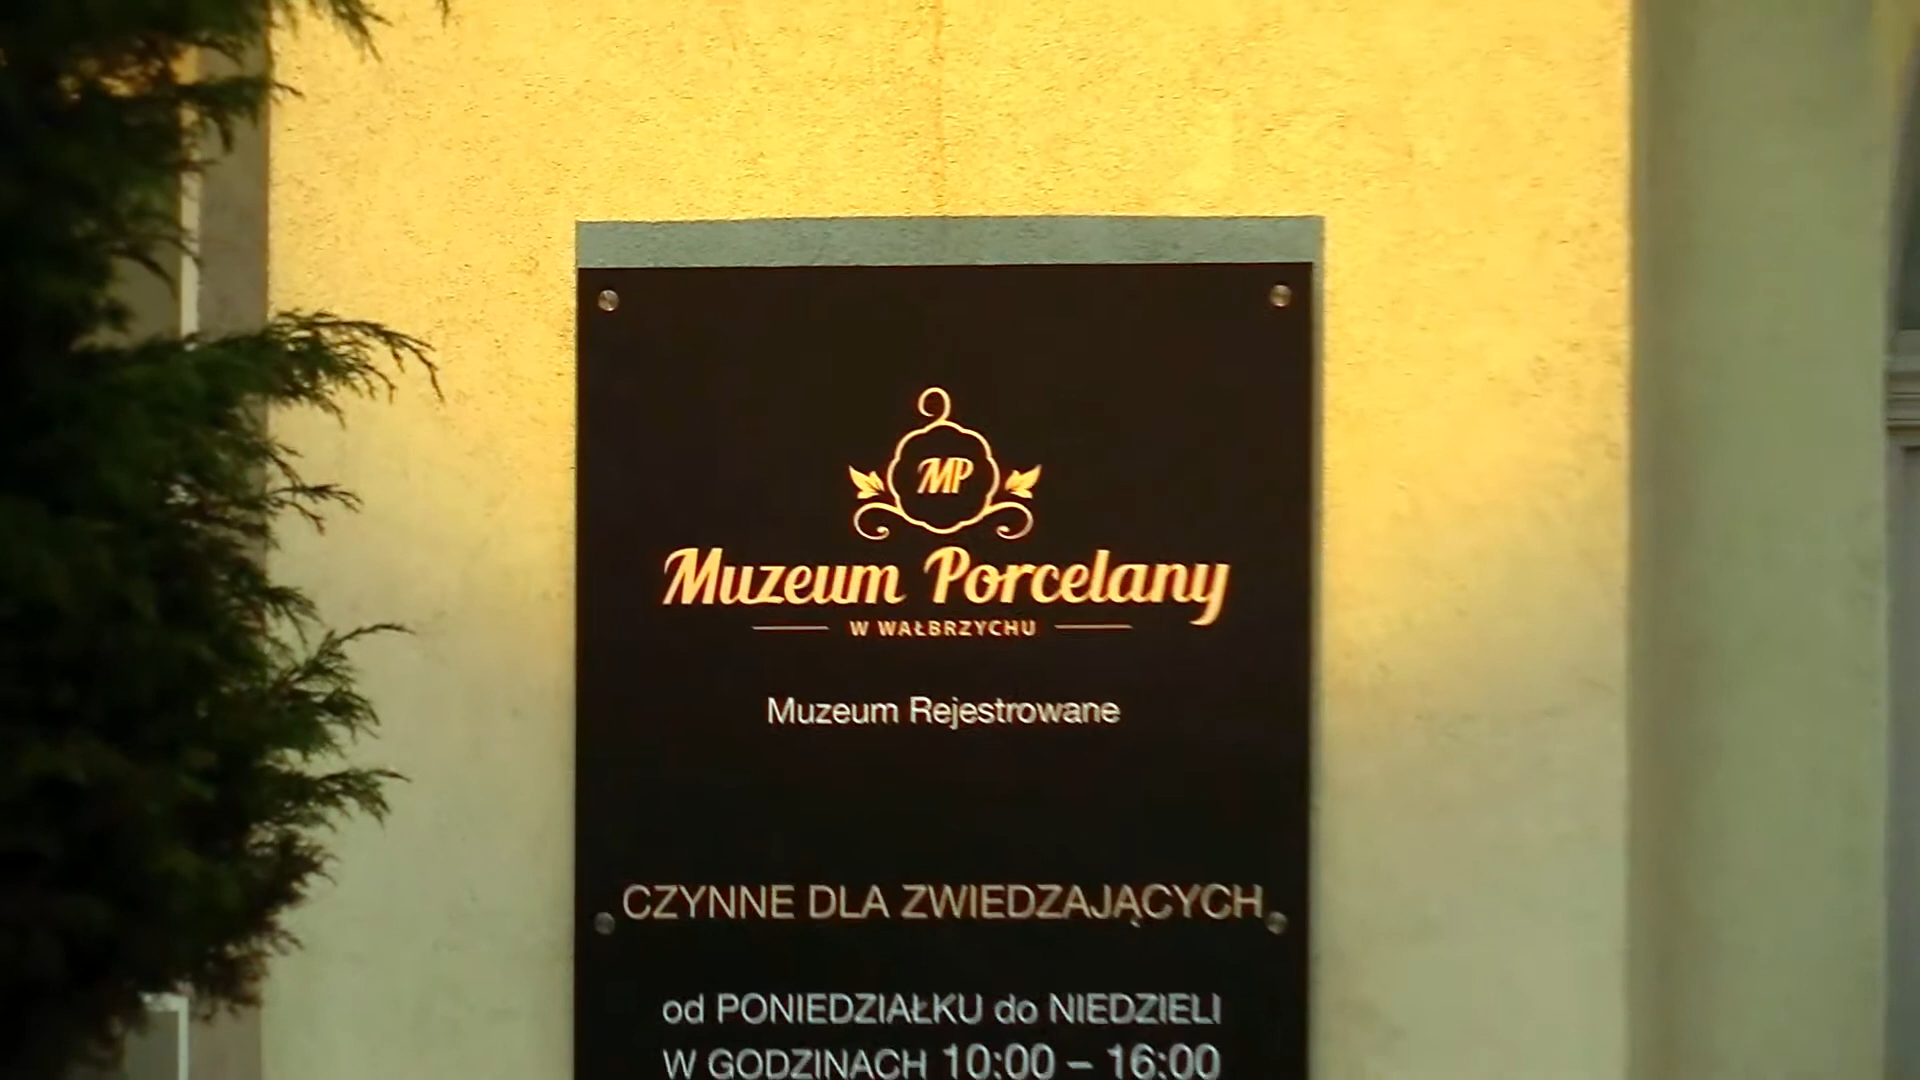 MP
Muzeum Porcelany
W WAŁBRZYCHU
Muzeum Rejestrowane
CZYNNE DLA ZWIEDZAJĄCYCH
od PONIEDZIAŁKU do NIEDZIELI
W GODZINACH 10:00 – 16:00